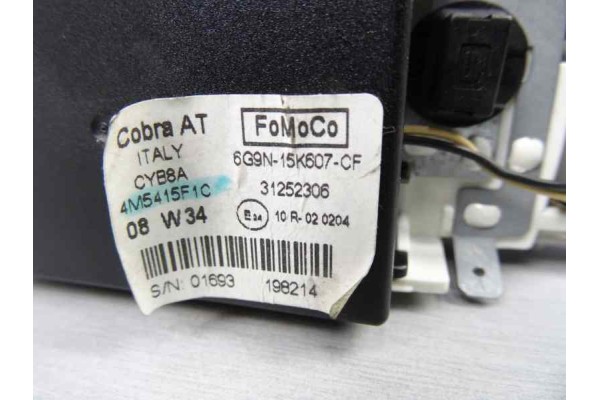 Cobra AT FoMoCo
ITALY 6G9N-15K607-CF
CYB8A 31252306
4M5415F1C
08 W34 E24 10 R- 02 0204
S/N: 01693 198214